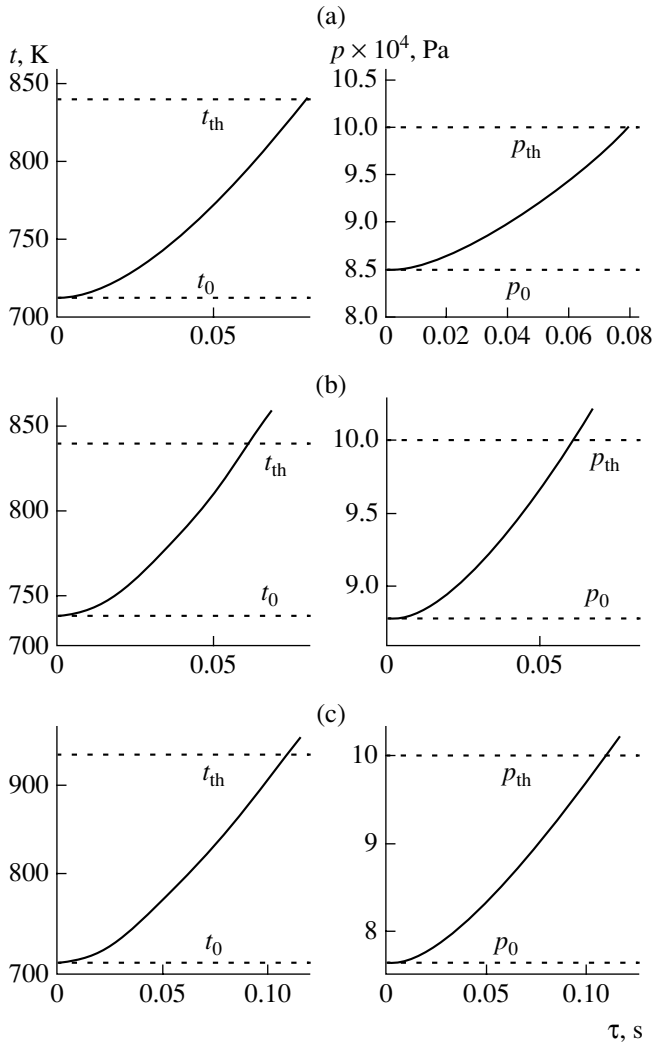 (a)
t, K
p × 10⁴, Pa
850
800
750
700
t_th
t_0
0
0.05
10.5
10.0
9.5
9.0
8.5
8.0
p_th
p_0
0
0.02
0.04
0.06
0.08
(b)
850
800
750
700
t_th
t_0
0
0.05
10.0
9.5
9.0
p_th
p_0
0
0.05
(c)
900
800
700
t_th
t_0
0
0.05
0.10
10
9
8
7
p_th
p_0
0
0.05
0.10
τ, s